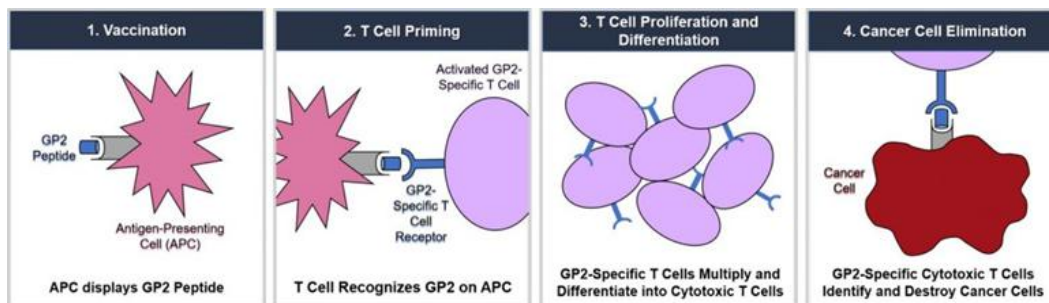 1. Vaccination
GP2
Peptide
Antigen-Presenting
Cell (APC)
APC displays GP2 Peptide
2. T Cell Priming
Activated GP2-
Specific T Cell
GP2-
Specific T
Cell
Receptor
T Cell Recognizes GP2 on APC
3. T Cell Proliferation and
Differentiation
GP2-Specific T Cells Multiply and
Differentiate into Cytotoxic T Cells
4. Cancer Cell Elimination
Cancer
Cell
GP2-Specific Cytotoxic T Cells
Identify and Destroy Cancer Cells